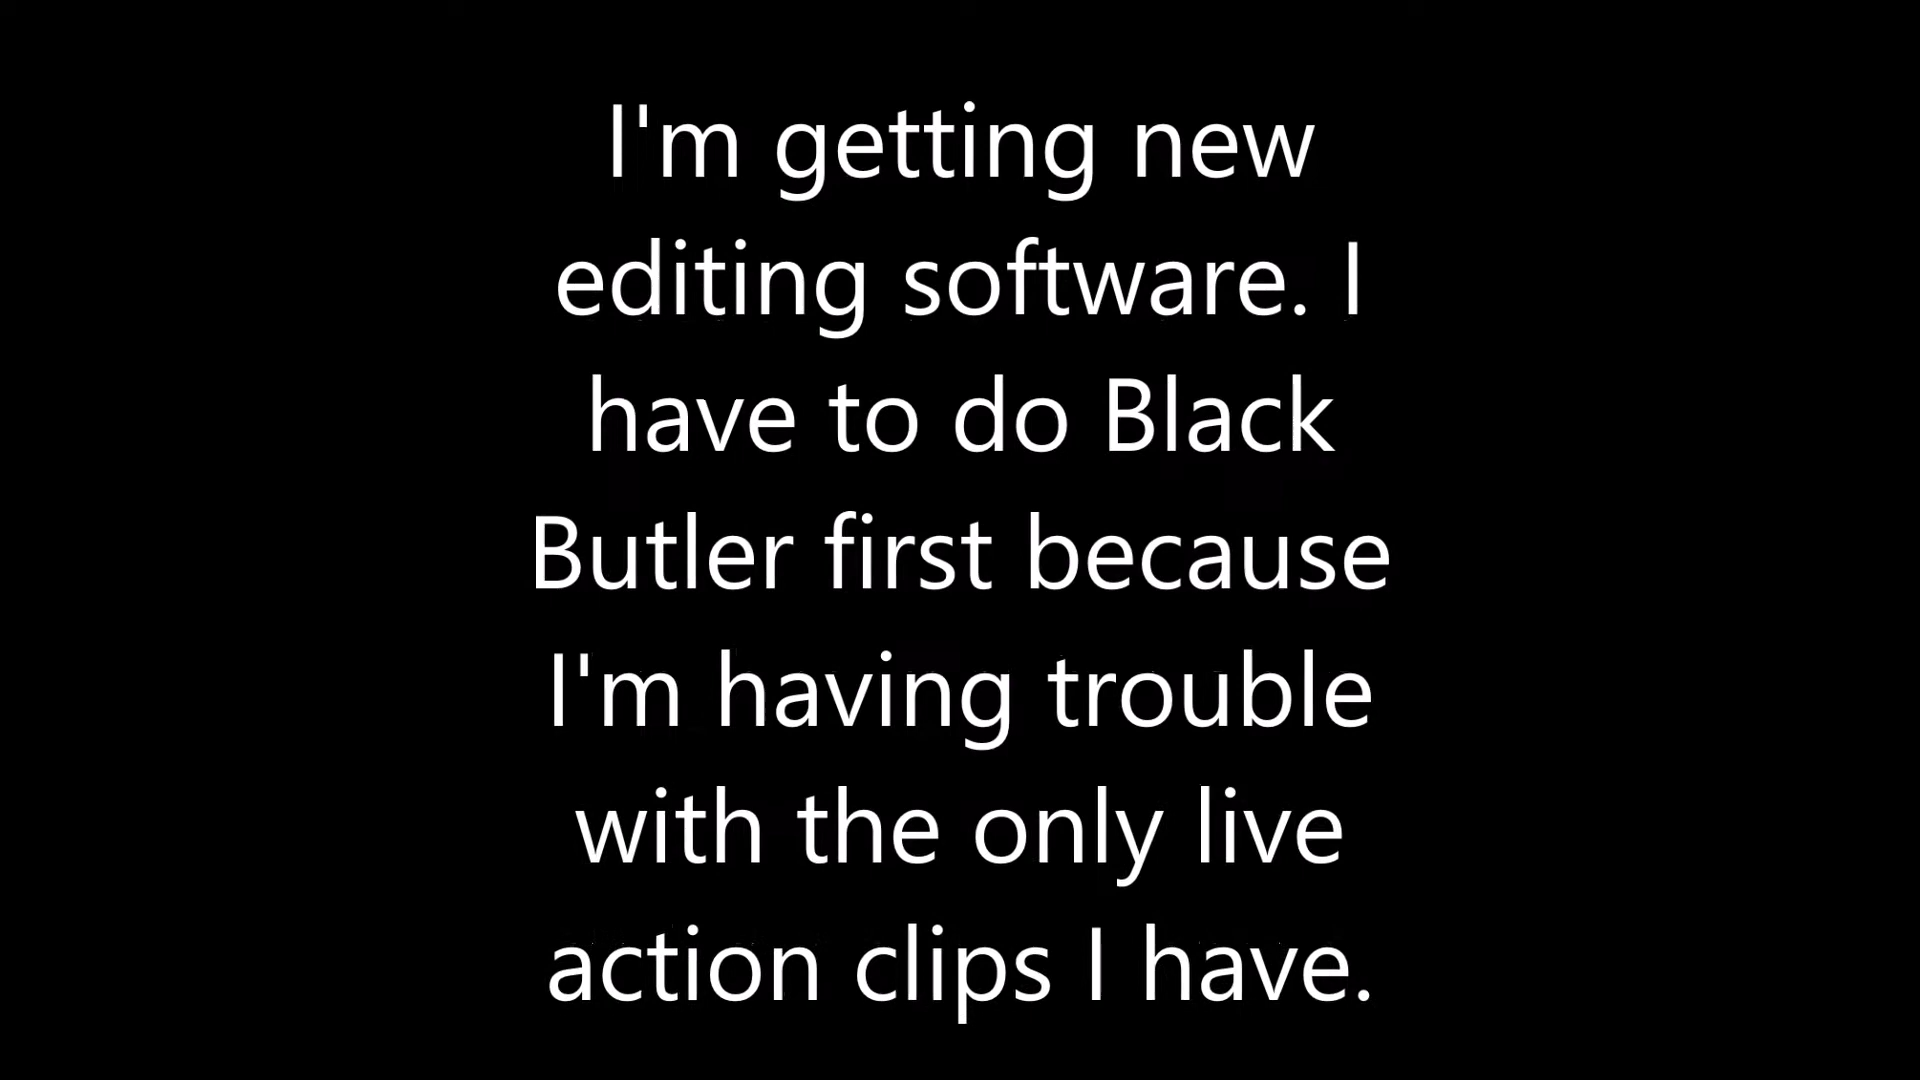 I'm getting new
editing software. I
have to do Black
Butler first because
I'm having trouble
with the only live
action clips I have.